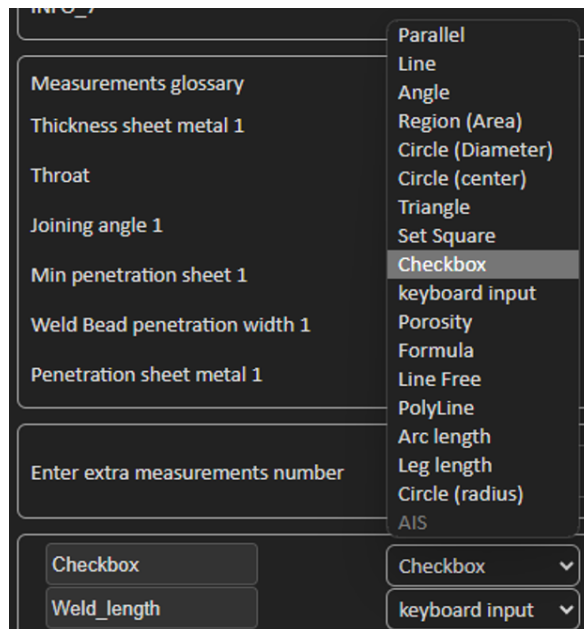 Measurements glossary
Thickness sheet metal 1
Throat
Joining angle 1
Min penetration sheet 1
Weld Bead penetration width 1
Penetration sheet metal 1
Enter extra measurements number
Parallel
Line
Angle
Region (Area)
Circle (Diameter)
Circle (center)
Triangle
Set Square
Checkbox
keyboard input
Porosity
Formula
Line Free
PolyLine
Arc length
Leg length
Circle (radius)
AIS
Checkbox Checkbox
Weld_length keyboard input